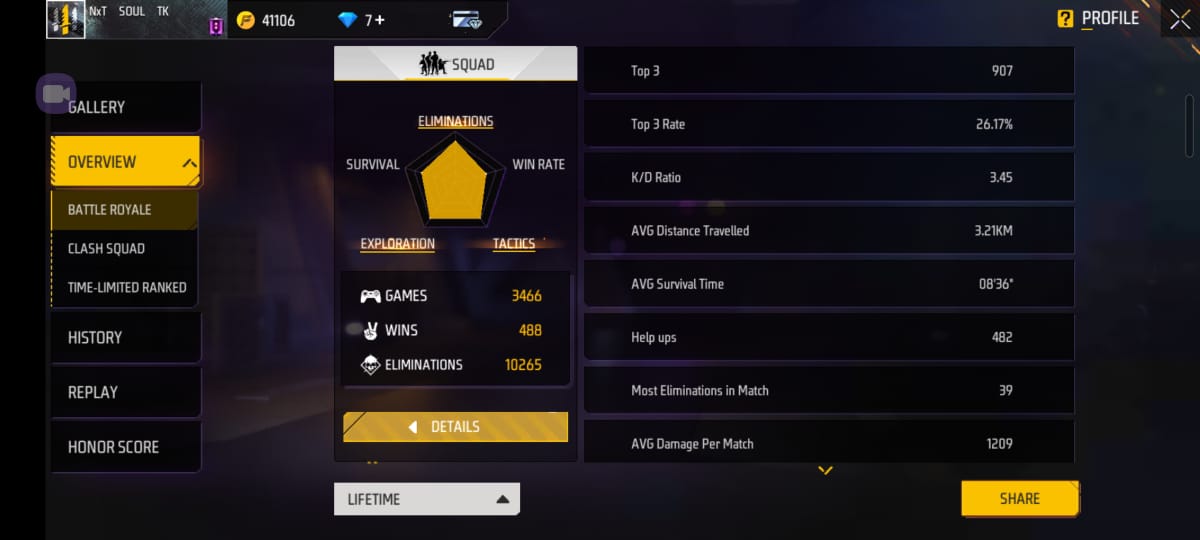 NxT SOUL TK
41106
7+
? PROFILE
GALLERY
OVERVIEW
BATTLE ROYALE
CLASH SQUAD
TIME-LIMITED RANKED
HISTORY
REPLAY
HONOR SCORE
SQUAD
ELIMINATIONS
SURVIVAL
WIN RATE
EXPLORATION
TACTICS
GAMES 3466
WINS 488
ELIMINATIONS 10265
DETAILS
LIFETIME
Top 3 907
Top 3 Rate 26.17%
K/D Ratio 3.45
AVG Distance Travelled 3.21KM
AVG Survival Time 08'36"
Help ups 482
Most Eliminations in Match 39
AVG Damage Per Match 1209
SHARE